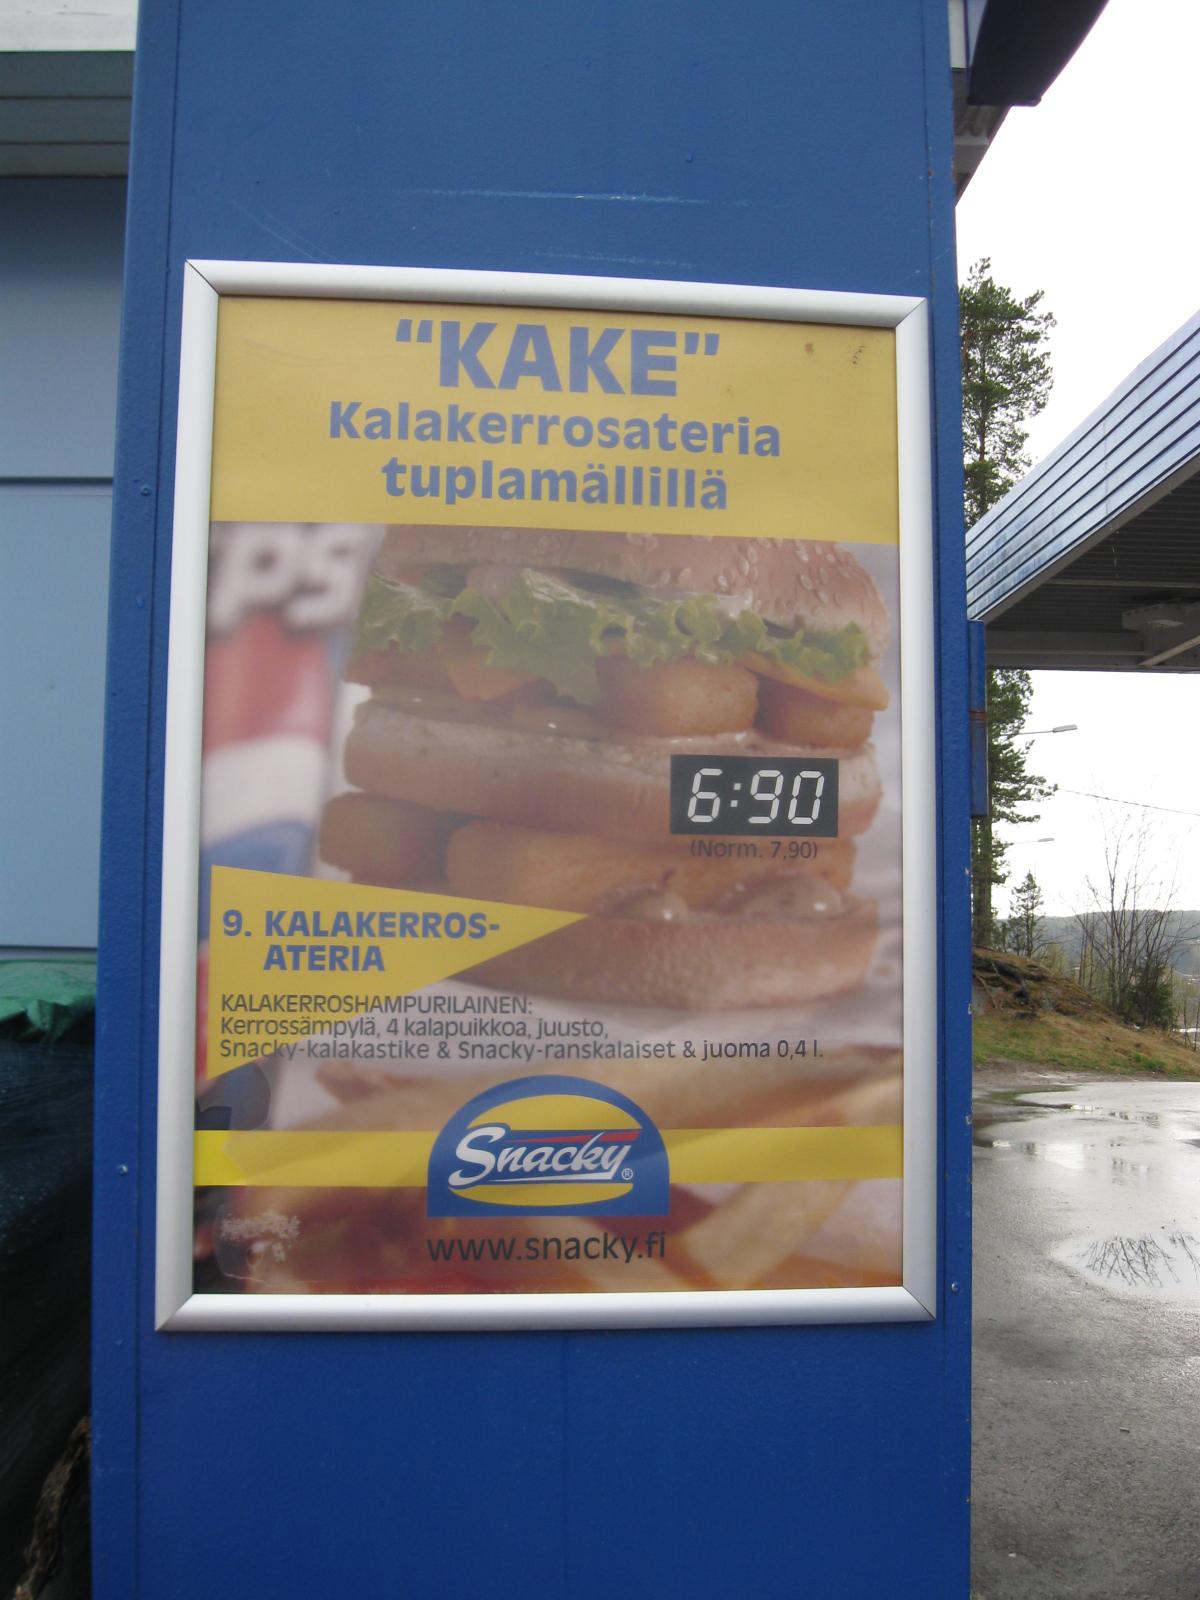 "KAKE"
Kalakerrosateria
tuplamällillä
PS
6:90
(Norm. 7,90)
9. KALAKERROS-
ATERIA
KALAKERROSHAMPURILAINEN:
Kerrossämpylä, 4 kalapuikkoa, juusto,
Snacky-kalakastike & Snacky-ranskalaiset & juoma 0,4 l.
Snacky®
www.snacky.fi